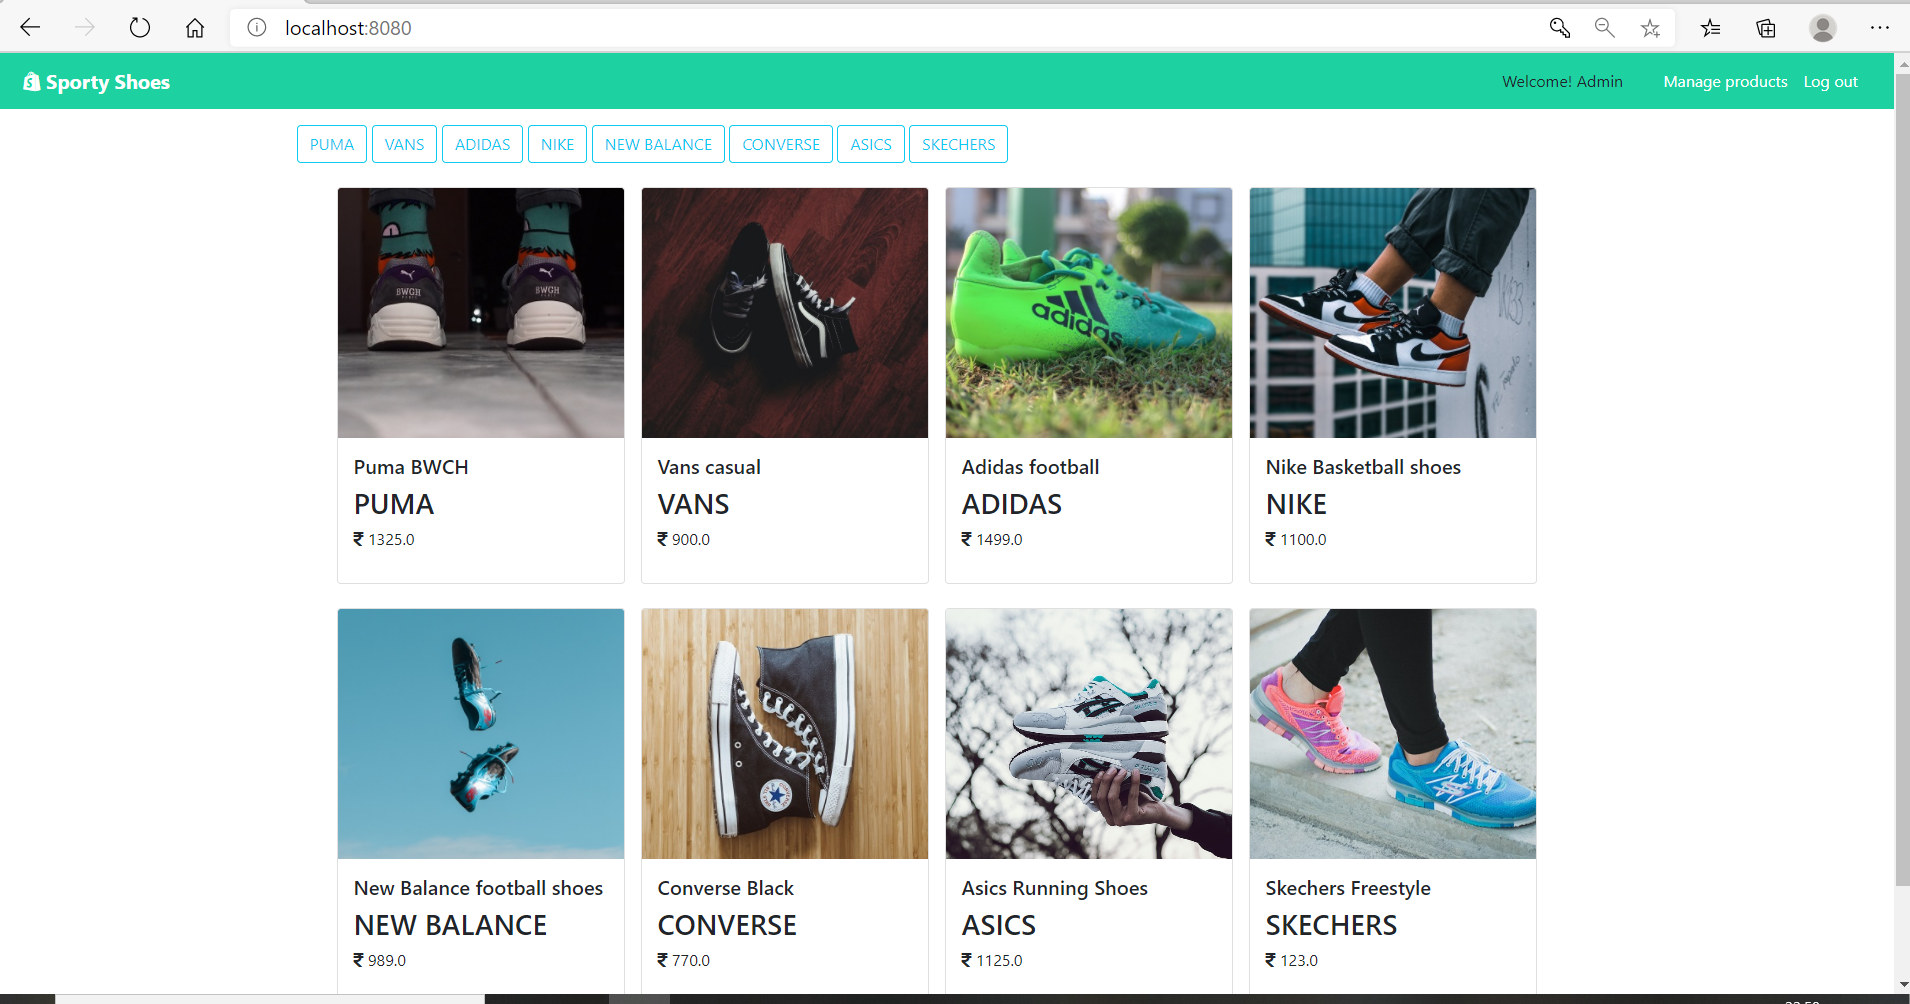 localhost:8080
Sporty Shoes
Welcome! Admin
Manage products
Log out
PUMA
VANS
ADIDAS
NIKE
NEW BALANCE
CONVERSE
ASICS
SKECHERS
BWGH
BWGH
adidas
Puma BWCH
PUMA
₹ 1325.0
Vans casual
VANS
₹ 900.0
Adidas football
ADIDAS
₹ 1499.0
Nike Basketball shoes
NIKE
₹ 1100.0
New Balance football shoes
NEW BALANCE
₹ 989.0
Converse Black
CONVERSE
₹ 770.0
Asics Running Shoes
ASICS
₹ 1125.0
Skechers Freestyle
SKECHERS
₹ 123.0